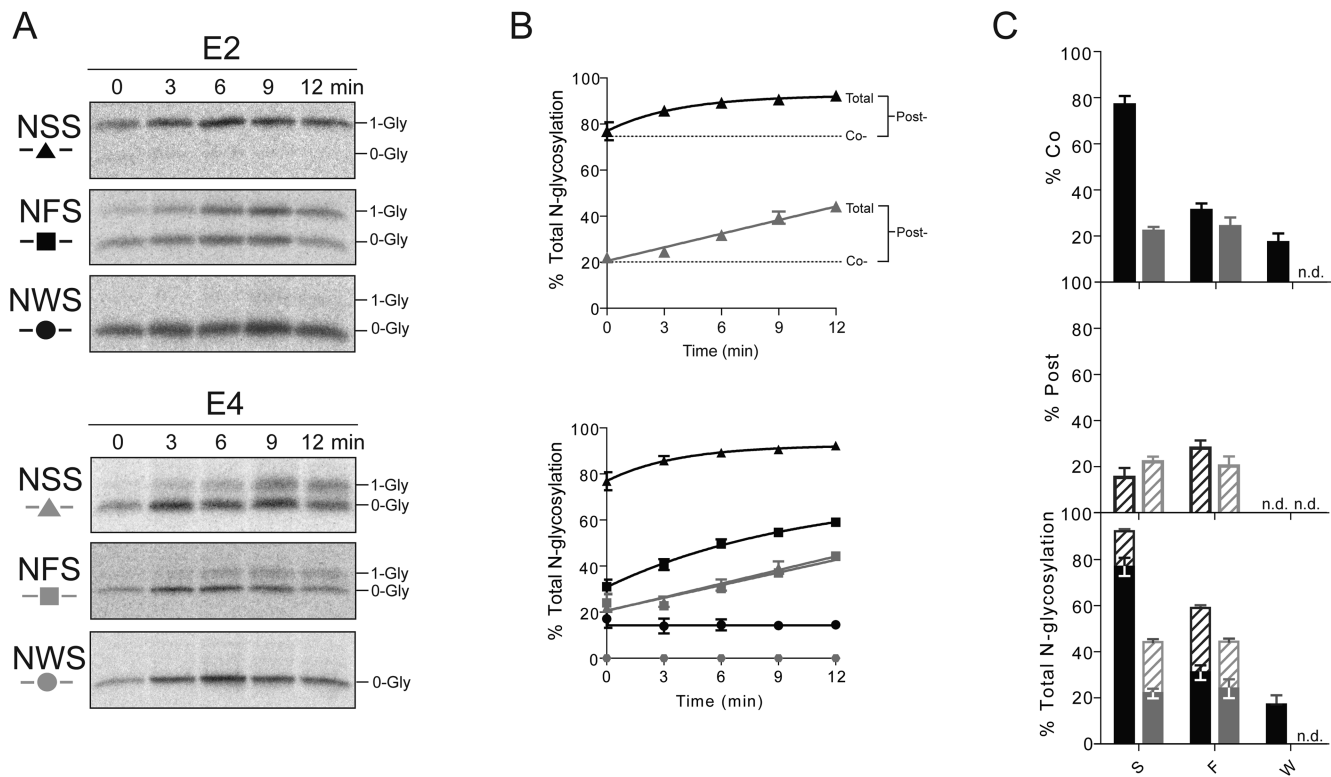 A
E2
0 3 6 9 12 min
NSS
1-Gly
0-Gly
NFS
1-Gly
0-Gly
NWS
1-Gly
0-Gly
E4
0 3 6 9 12 min
NSS
1-Gly
0-Gly
NFS
1-Gly
0-Gly
NWS
0-Gly
B
% Total N-glycosylation
100
80
60
40
20
0
Total
Post-
Co-
Total
Post-
Co-
0 3 6 9 12
Time (min)
% Total N-glycosylation
100
80
60
40
20
0
0 3 6 9 12
Time (min)
C
% Co
100
80
60
40
20
n.d.
% Post
100
80
60
40
20
n.d. n.d.
% Total N-glycosylation
100
80
60
40
20
0
n.d.
S F W